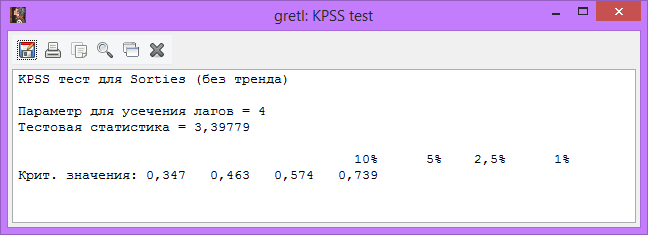 gretl: KPSS test
KPSS тест для Sorties (без тренда)
Параметр для усечения лагов = 4
Тестовая статистика = 3,39779
10% 5% 2,5% 1%
Крит. значения: 0,347 0,463 0,574 0,739